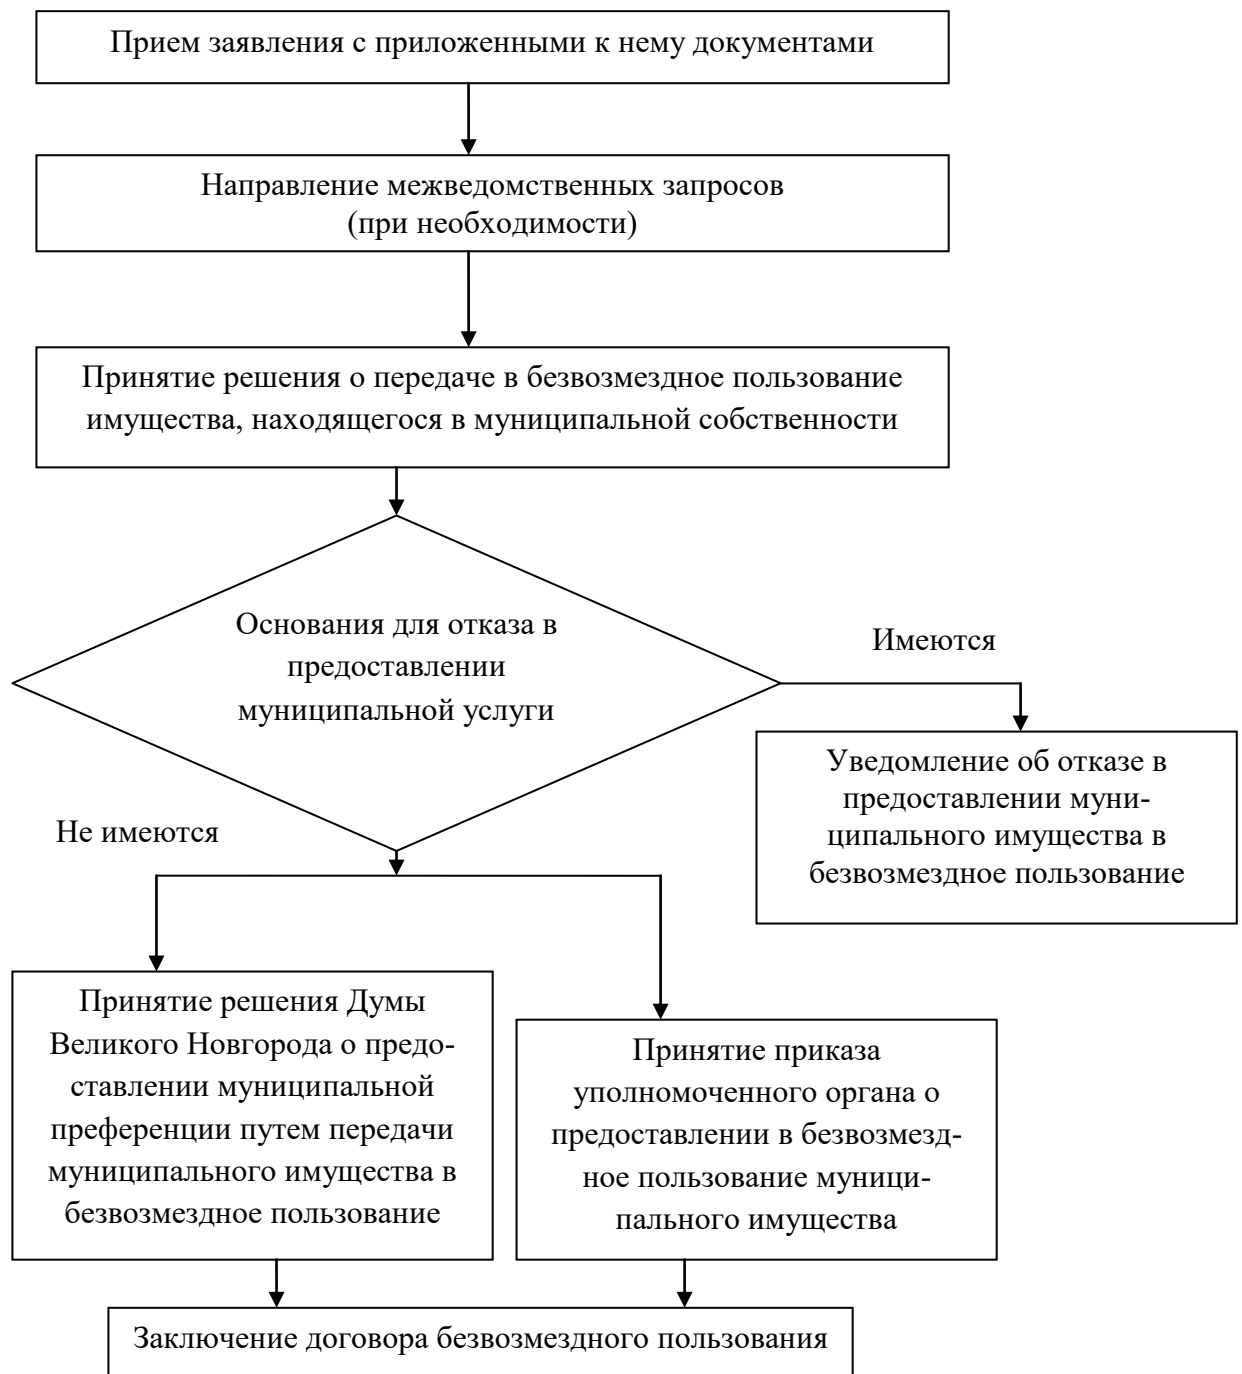 Прием заявления с приложенными к нему документами
Направление межведомственных запросов
(при необходимости)
Принятие решения о передаче в безвозмездное пользование
имущества, находящегося в муниципальной собственности
Основания для отказа в
предоставлении
муниципальной услуги
Имеются
Уведомление об отказе в
предоставлении муни-
ципального имущества в
безвозмездное пользование
Не имеются
Принятие решения Думы
Великого Новгорода о предо-
ставлении муниципальной
преференции путем передачи
муниципального имущества в
безвозмездное пользование
Принятие приказа
уполномоченного органа о
предоставлении в безвозмезд-
ное пользование муници-
пального имущества
Заключение договора безвозмездного пользования